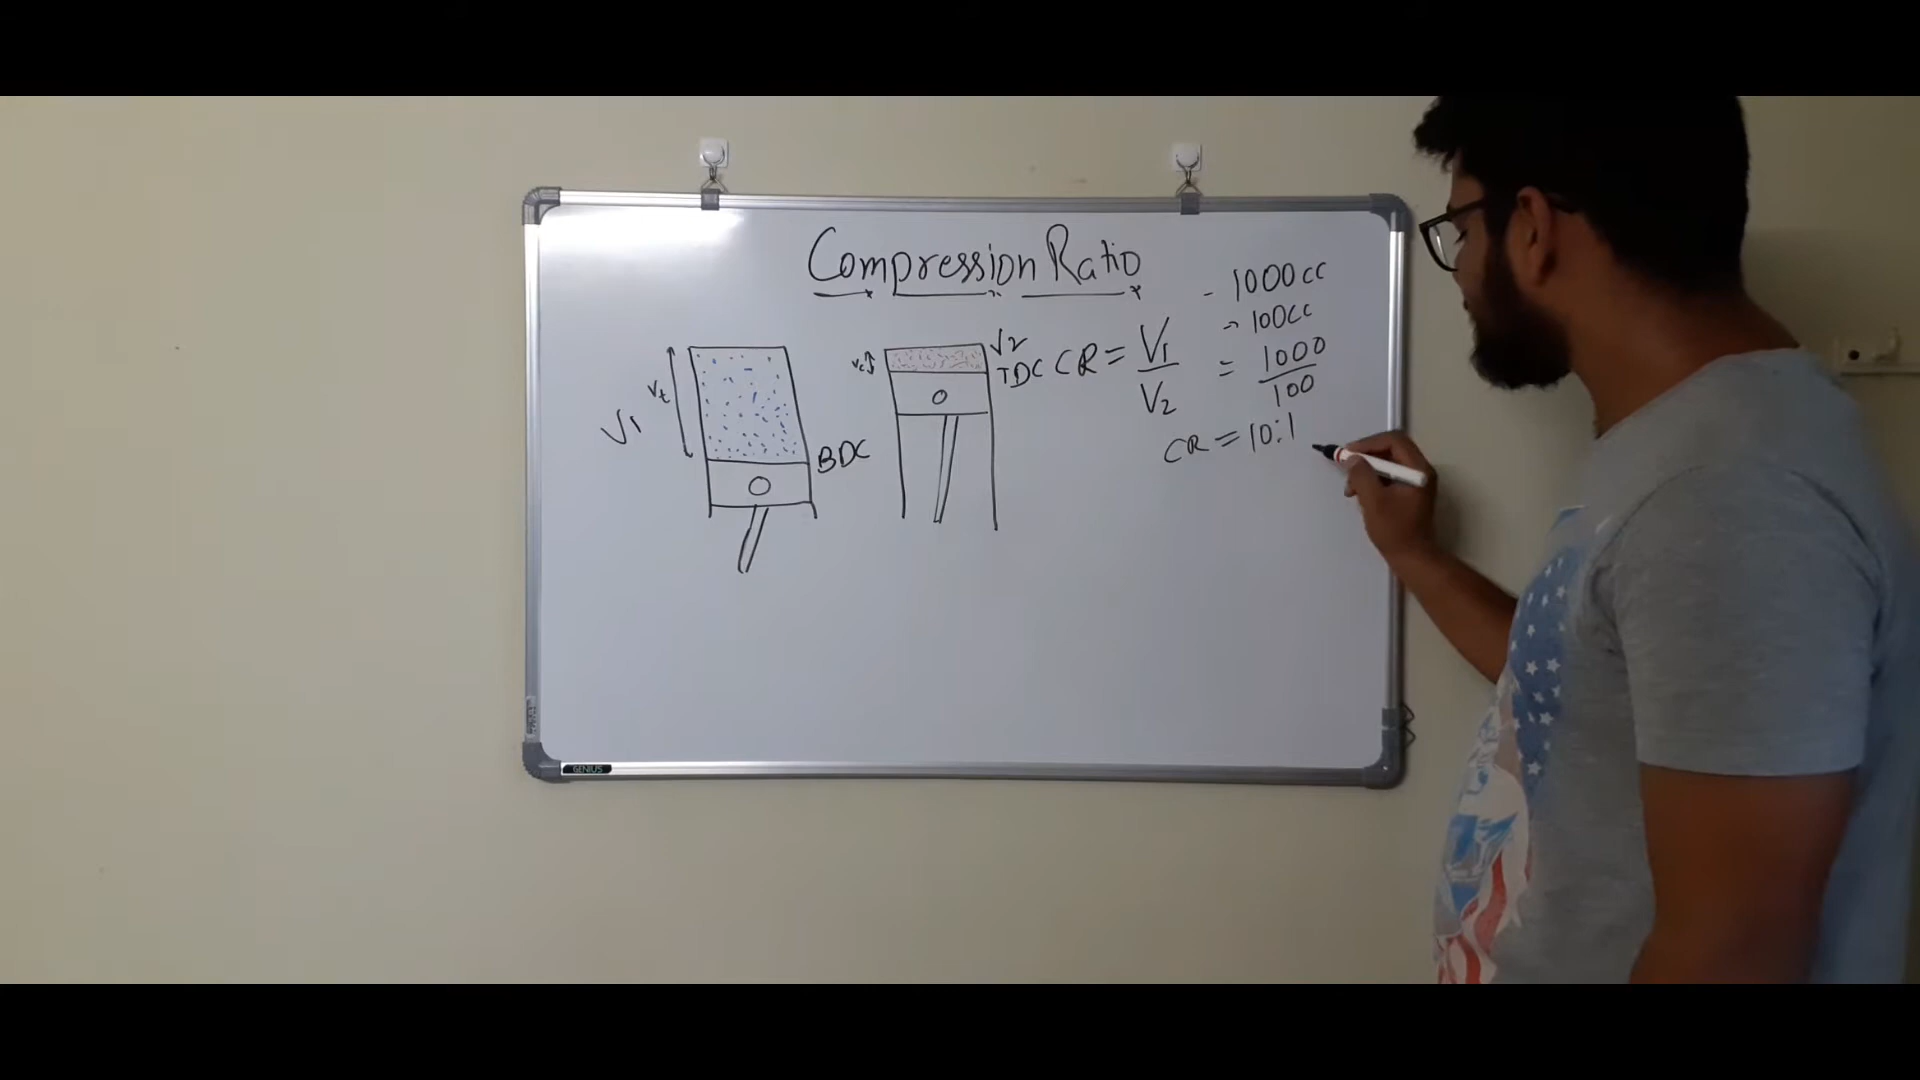 Compression Ratio
- 1000cc
→ 100cc
Vt
V1
BDC
Vc
V2
TDC
CR = V1 / V2 = 1000 / 100
CR = 10:1
GENIUS